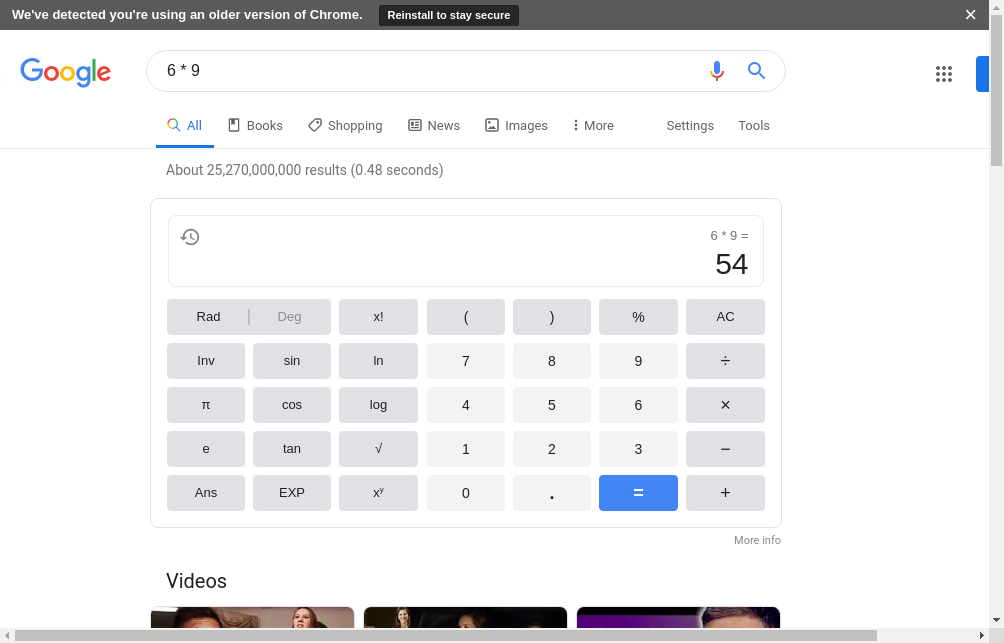 We've detected you're using an older version of Chrome. Reinstall to stay secure ×
Google 6 * 9
All Books Shopping News Images More Settings Tools
About 25,270,000,000 results (0.48 seconds)
6 * 9 =
54
Rad | Deg x! ( ) % AC
Inv sin ln 7 8 9 ÷
π cos log 4 5 6 ×
e tan √ 1 2 3 −
Ans EXP xʸ 0 . = +
More info
Videos